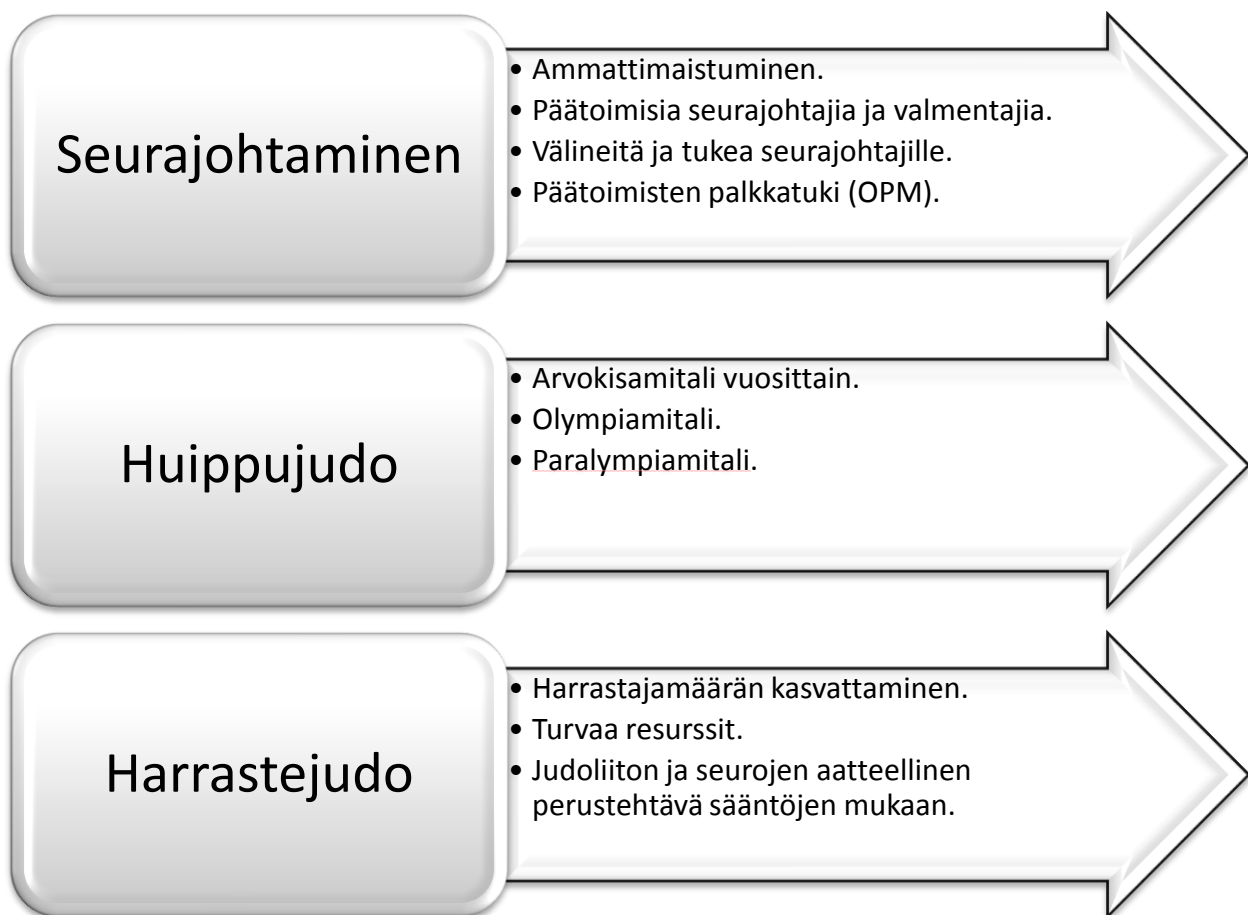 Seurajohtaminen
• Ammattimaistuminen.
• Päätoimisia seurajohtajia ja valmentajia.
• Välineitä ja tukea seurajohtajille.
• Päätoimisten palkkatuki (OPM).
Huippujudo
• Arvokisamitali vuosittain.
• Olympiamitali.
• Paralympiamitali.
Harrastejudo
• Harrastajamäärän kasvattaminen.
• Turvaa resurssit.
• Judoliiton ja seurojen aatteellinen
perustehtävä sääntöjen mukaan.